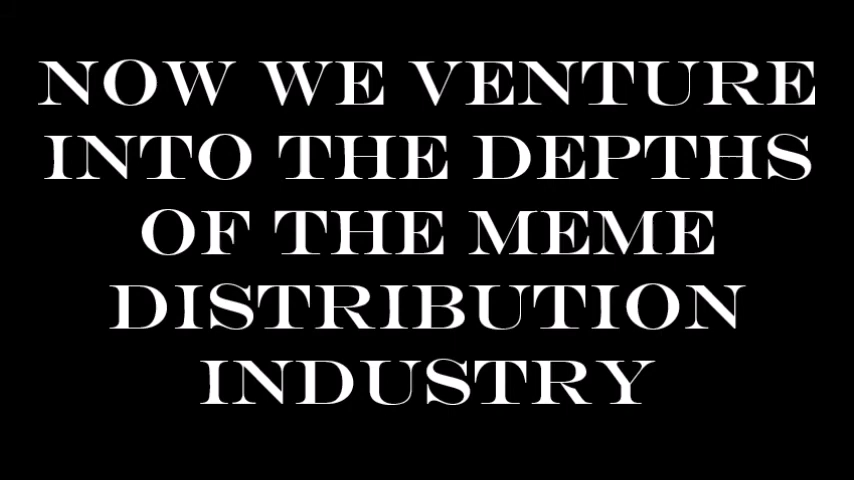 NOW WE VENTURE
INTO THE DEPTHS
OF THE MEME
DISTRIBUTION
INDUSTRY